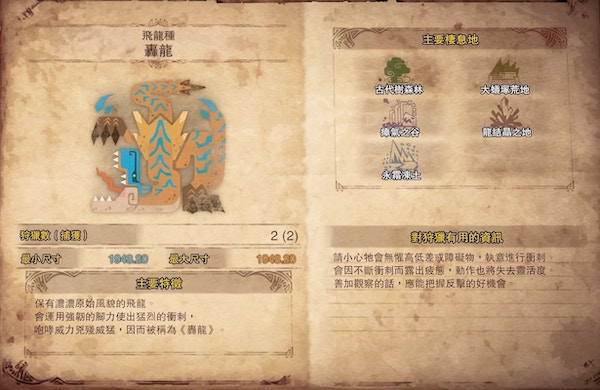 飛龍種
轟龍
狩獵數（捕獲） 2 (2)
最小尺寸 1848.20 最大尺寸 1848.20
主要特徵
保有濃濃原始風貌的飛龍。
會運用強韌的腳力使出猛烈的衝刺，
咆哮威力兇殘威猛，因而被稱為《轟龍》。
主要棲息地
古代樹森林 大蟻塚荒地
瘴氣之谷 龍結晶之地
永霜凍土
對狩獵有用的資訊
請小心牠會無懼高低差或障礙物，執意進行衝刺。
會因不斷衝刺而露出疲態，動作也將失去靈活度
善加觀察的話，應能把握反擊的好機會